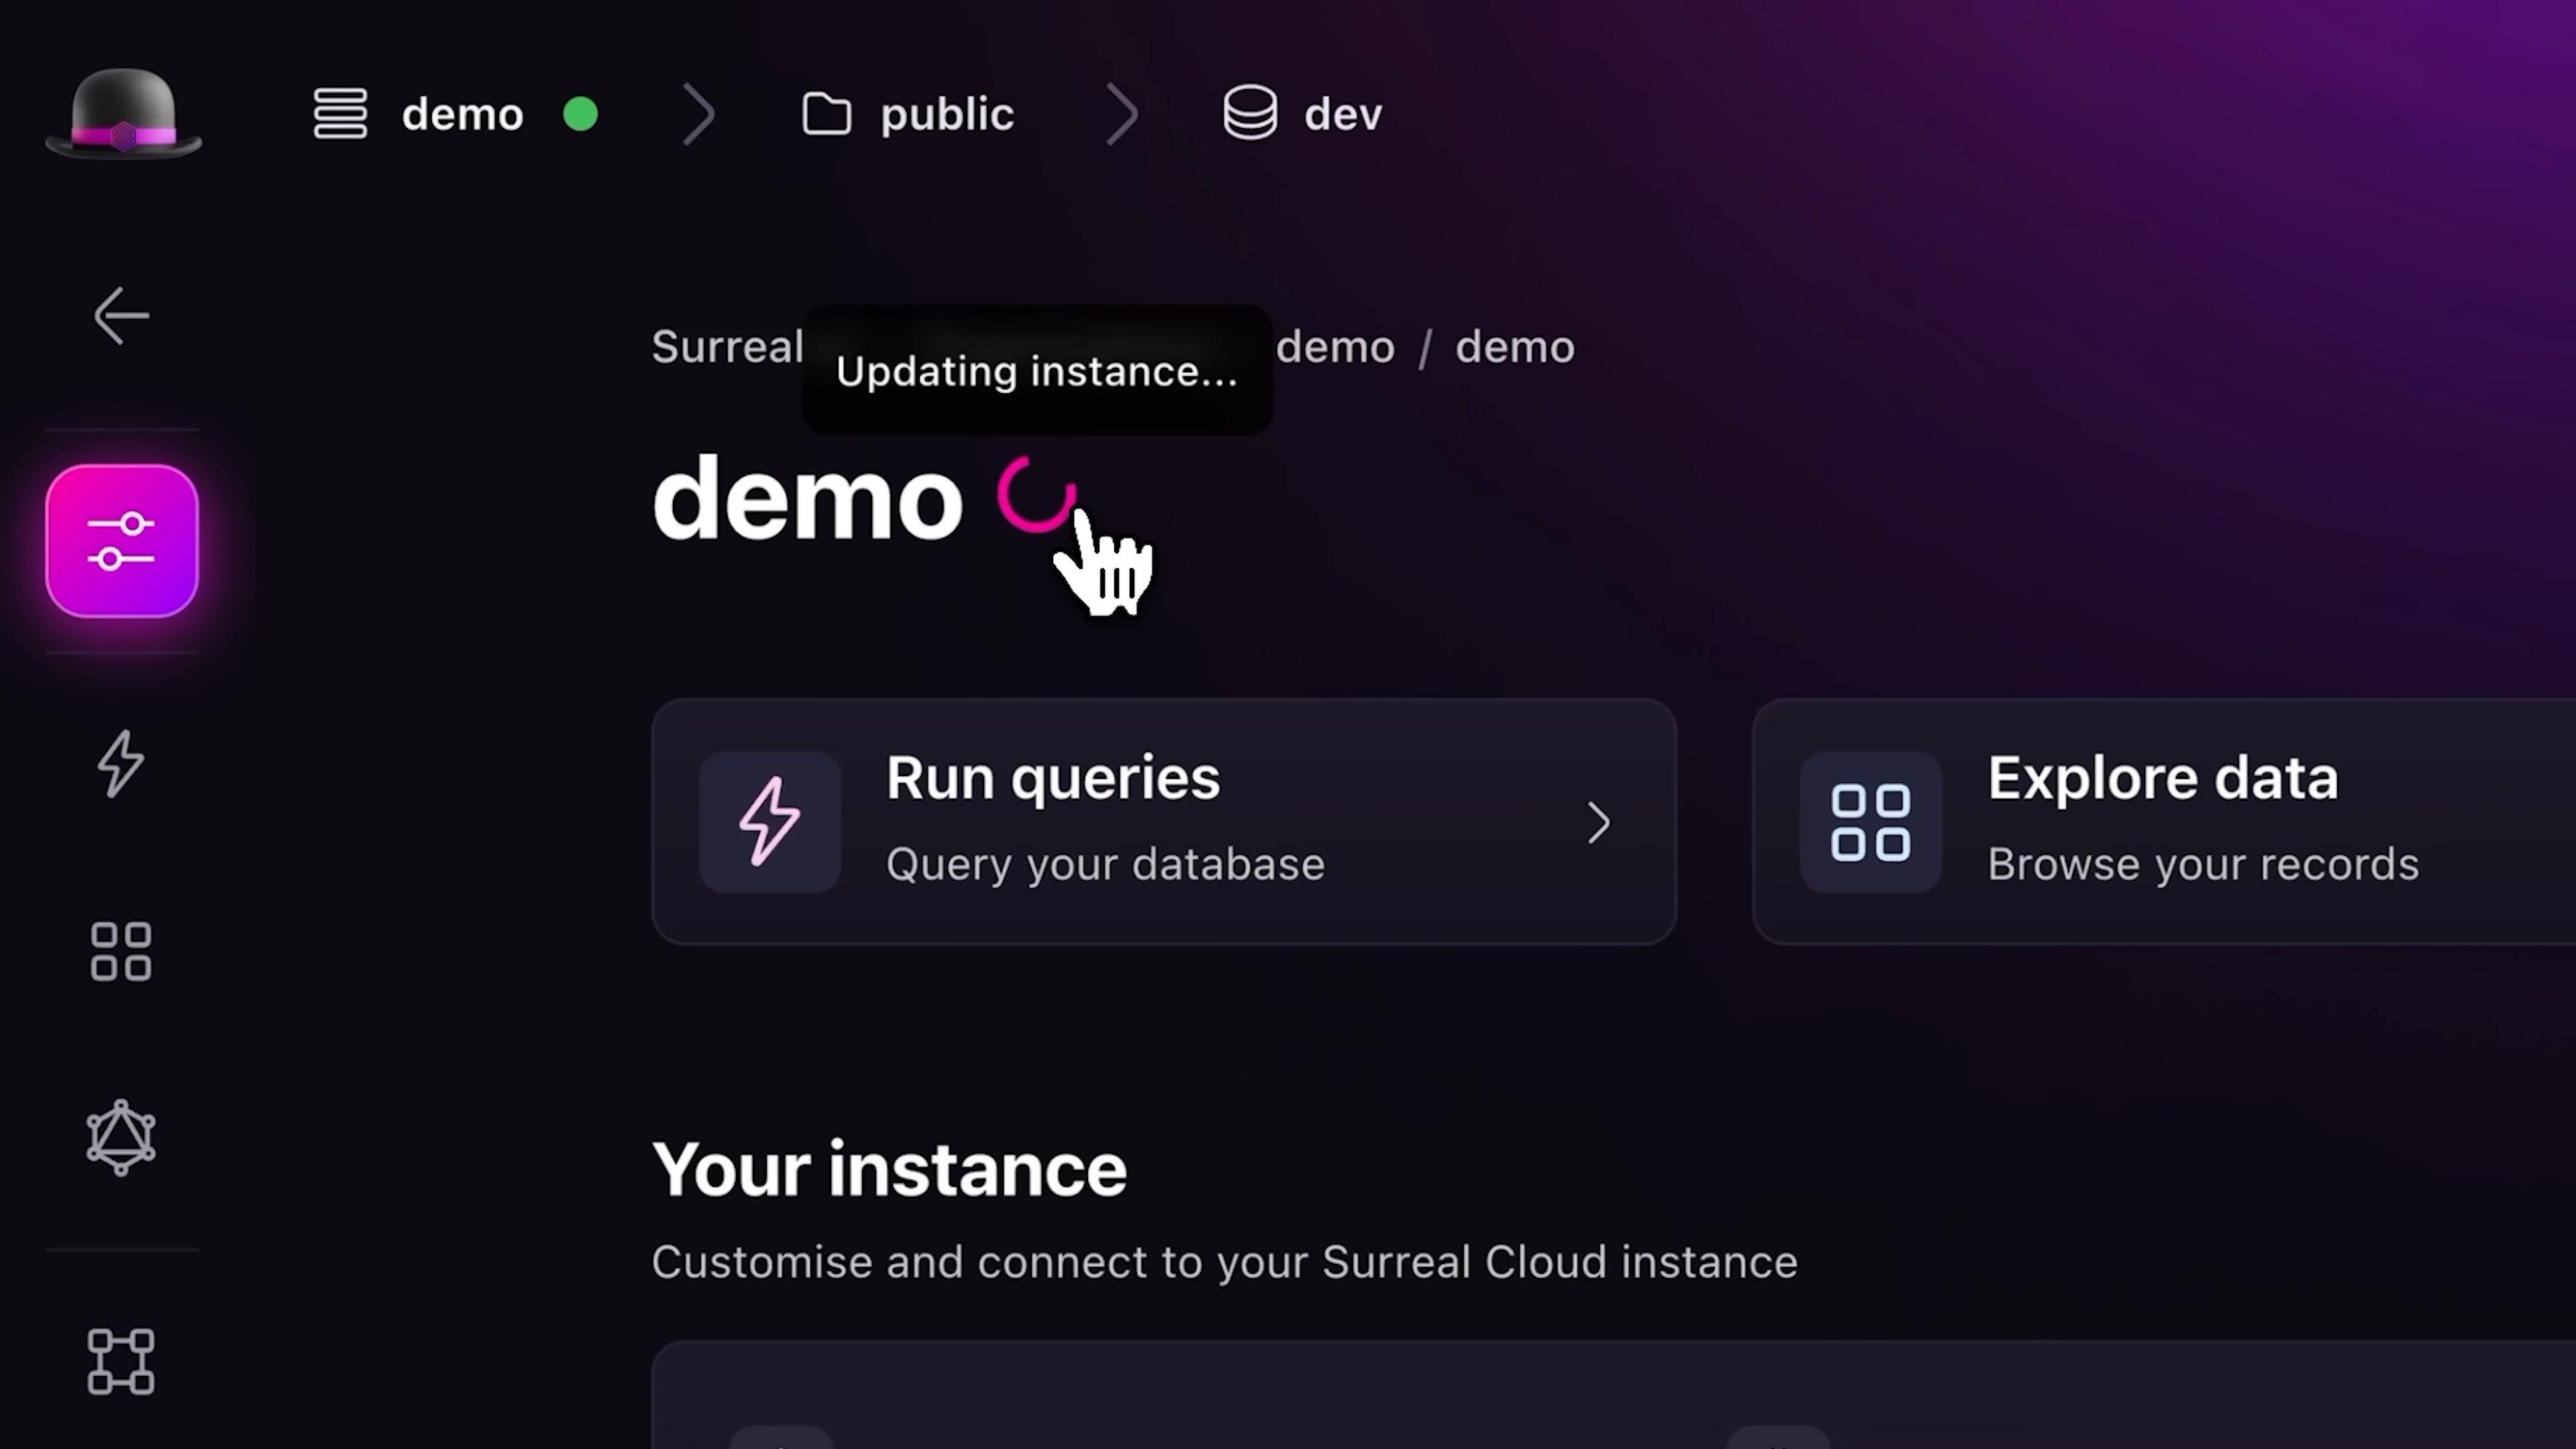 demo public dev
Surreal demo / demo
Updating instance...
demo
Run queries
Query your database
Explore data
Browse your records
Your instance
Customise and connect to your Surreal Cloud instance